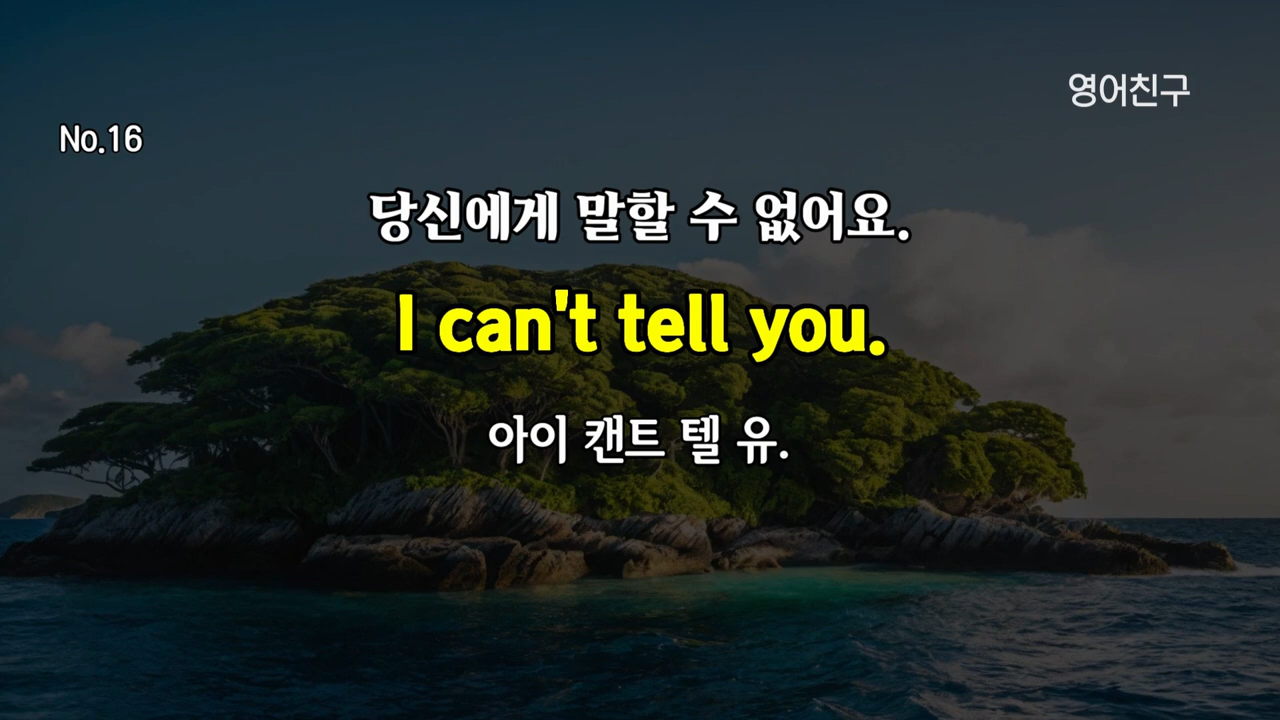 영어친구
No.16
당신에게 말할 수 없어요.
I can't tell you.
아이 캔트 텔 유.